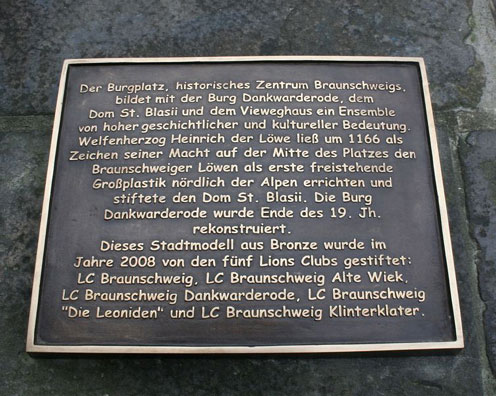 Der Burgplatz, historisches Zentrum Braunschweigs,
bildet mit der Burg Dankwarderode, dem
Dom St. Blasii und dem Vieweghaus ein Ensemble
von hoher geschichtlicher und kultureller Bedeutung.
Welfenherzog Heinrich der Löwe ließ um 1166 als
Zeichen seiner Macht auf der Mitte des Platzes den
Braunschweiger Löwen als erste freistehende
Großplastik nördlich der Alpen errichten und
stiftete den Dom St. Blasii. Die Burg
Dankwarderode wurde Ende des 19. Jh.
rekonstruiert.
Dieses Stadtmodell aus Bronze wurde im
Jahre 2008 von den fünf Lions Clubs gestiftet:
LC Braunschweig, LC Braunschweig Alte Wiek,
LC Braunschweig Dankwarderode, LC Braunschweig
"Die Leoniden" und LC Braunschweig Klinterklater.